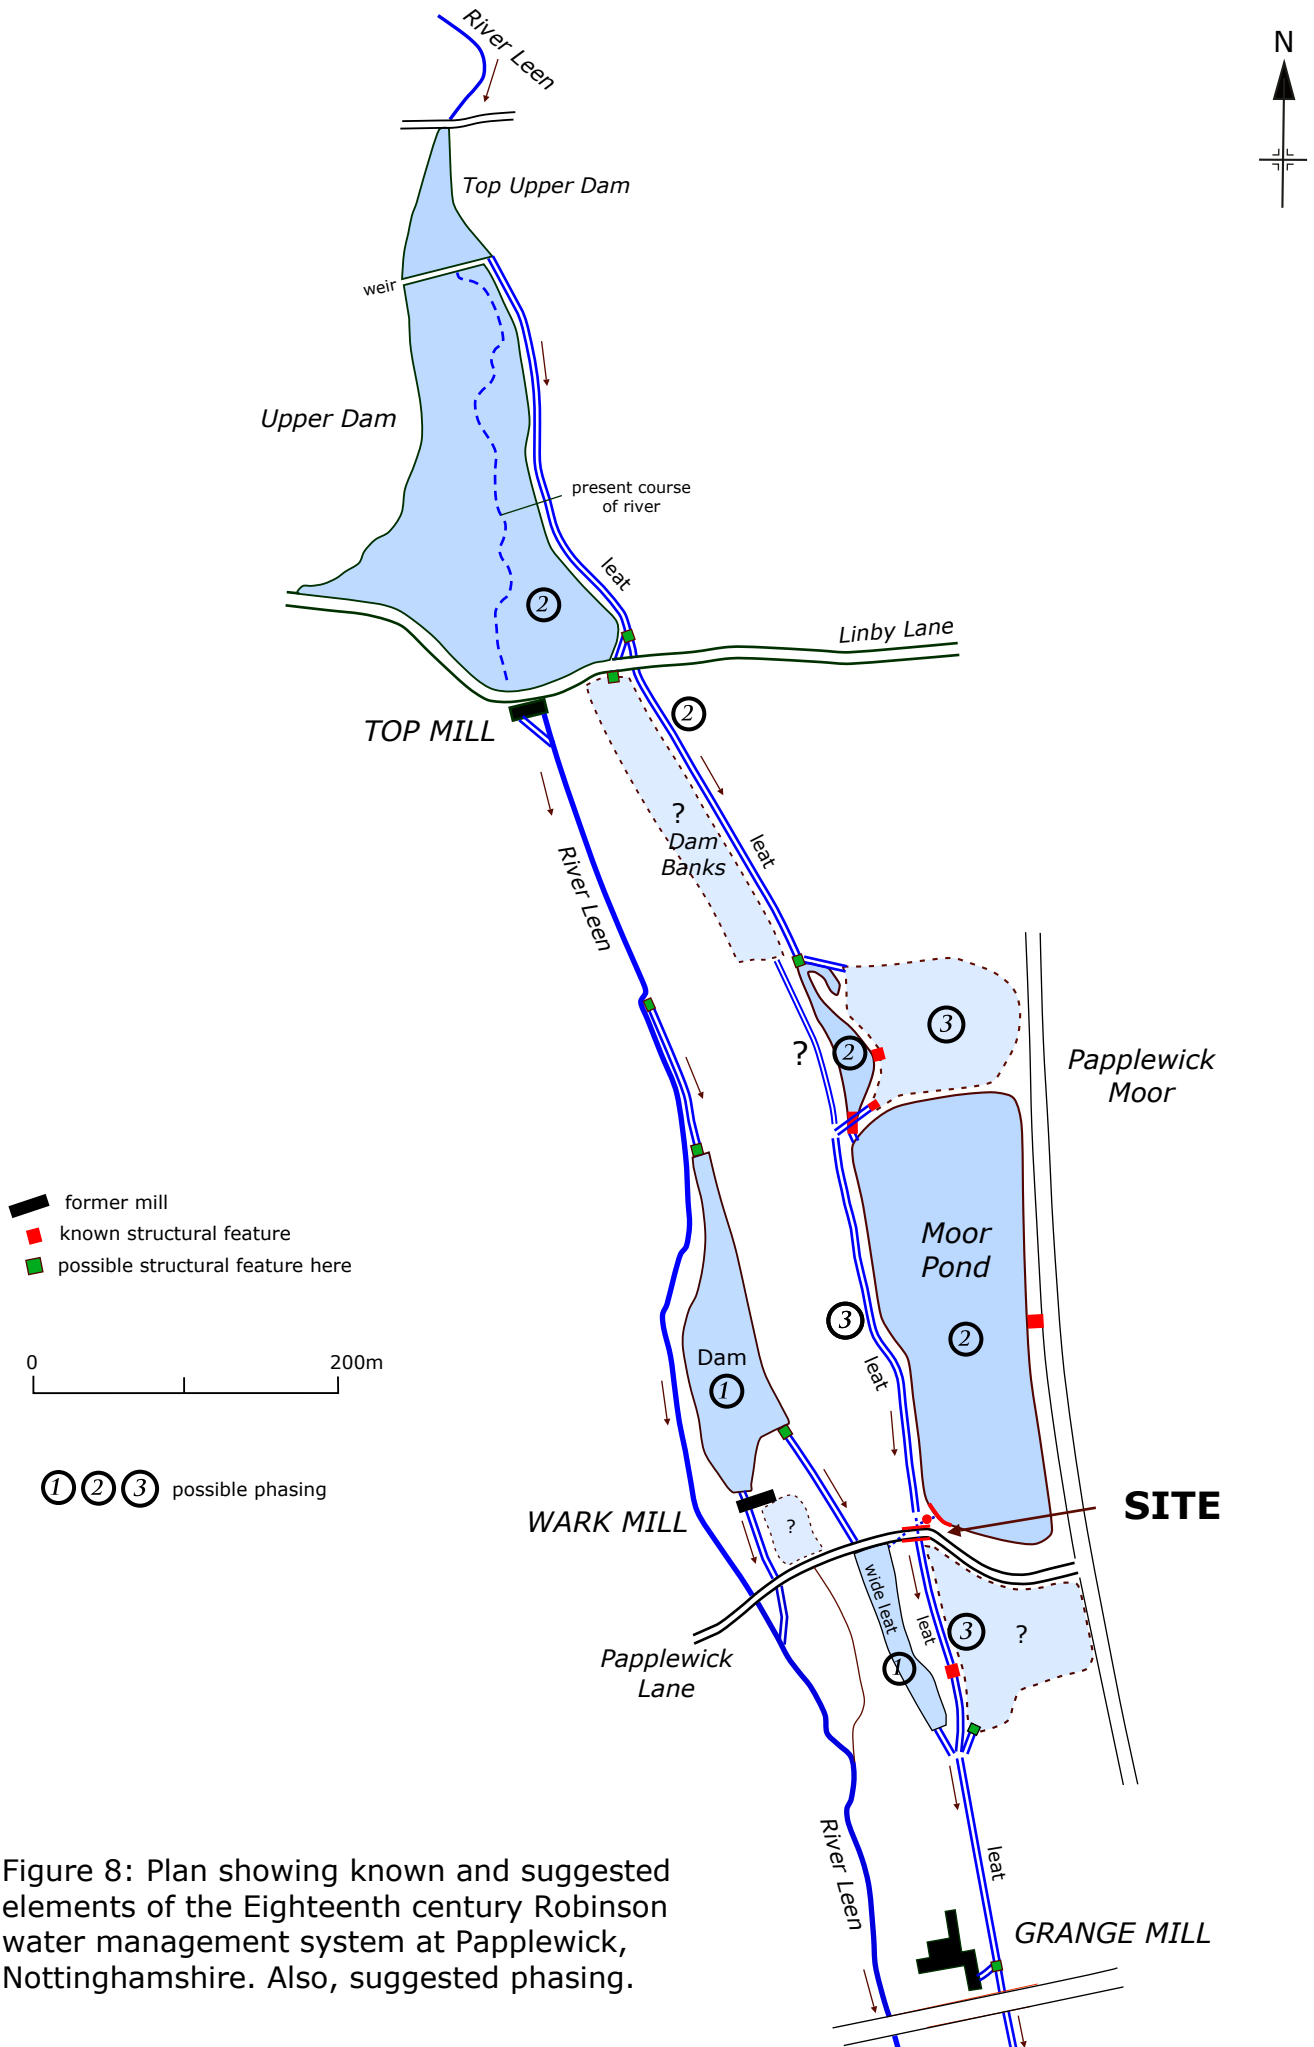 River Leen
N
Top Upper Dam
weir
Upper Dam
present course
of river
leat
2
Linby Lane
2
TOP MILL
?
Dam
Banks
leat
River Leen
3
2
?
Papplewick
Moor
former mill
known structural feature
possible structural feature here
Moor
Pond
2
3
0 200m
Dam
1
leat
1 2 3 possible phasing
SITE
WARK MILL
?
wide leat
leat
3
?
1
Papplewick
Lane
River Leen
leat
Figure 8: Plan showing known and suggested
elements of the Eighteenth century Robinson
water management system at Papplewick,
Nottinghamshire. Also, suggested phasing.
GRANGE MILL